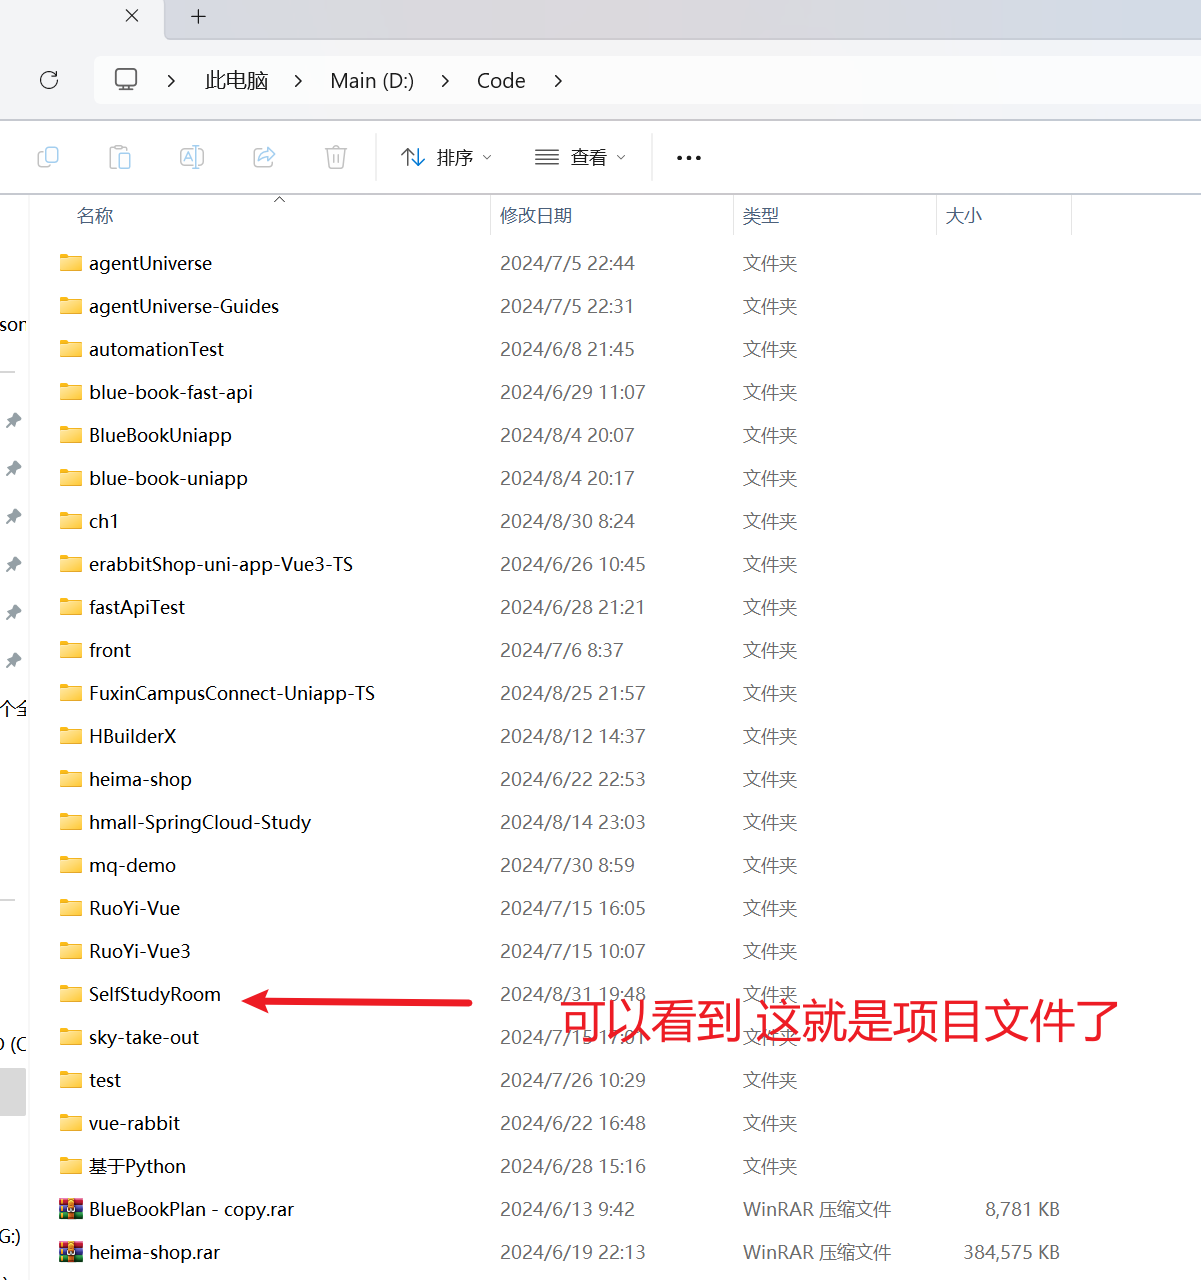 此电脑 Main (D:) Code
排序 查看
名称 修改日期 类型 大小
agentUniverse 2024/7/5 22:44 文件夹
agentUniverse-Guides 2024/7/5 22:31 文件夹
son
automationTest 2024/6/8 21:45 文件夹
blue-book-fast-api 2024/6/29 11:07 文件夹
BlueBookUniapp 2024/8/4 20:07 文件夹
blue-book-uniapp 2024/8/4 20:17 文件夹
ch1 2024/8/30 8:24 文件夹
erabbitShop-uni-app-Vue3-TS 2024/6/26 10:45 文件夹
fastApiTest 2024/6/28 21:21 文件夹
front 2024/7/6 8:37 文件夹
FuxinCampusConnect-Uniapp-TS 2024/8/25 21:57 文件夹
个全
HBuilderX 2024/8/12 14:37 文件夹
heima-shop 2024/6/22 22:53 文件夹
hmall-SpringCloud-Study 2024/8/14 23:03 文件夹
mq-demo 2024/7/30 8:59 文件夹
RuoYi-Vue 2024/7/15 16:05 文件夹
RuoYi-Vue3 2024/7/15 10:07 文件夹
SelfStudyRoom 2024/8/31 19:48 文件夹
可以看到 这就是项目文件了
sky-take-out 2024/7/15 17:01 文件夹
test 2024/7/26 10:29 文件夹
vue-rabbit 2024/6/22 16:48 文件夹
基于Python 2024/6/28 15:16 文件夹
BlueBookPlan - copy.rar 2024/6/13 9:42 WinRAR 压缩文件 8,781 KB
G:)
heima-shop.rar 2024/6/19 22:13 WinRAR 压缩文件 384,575 KB